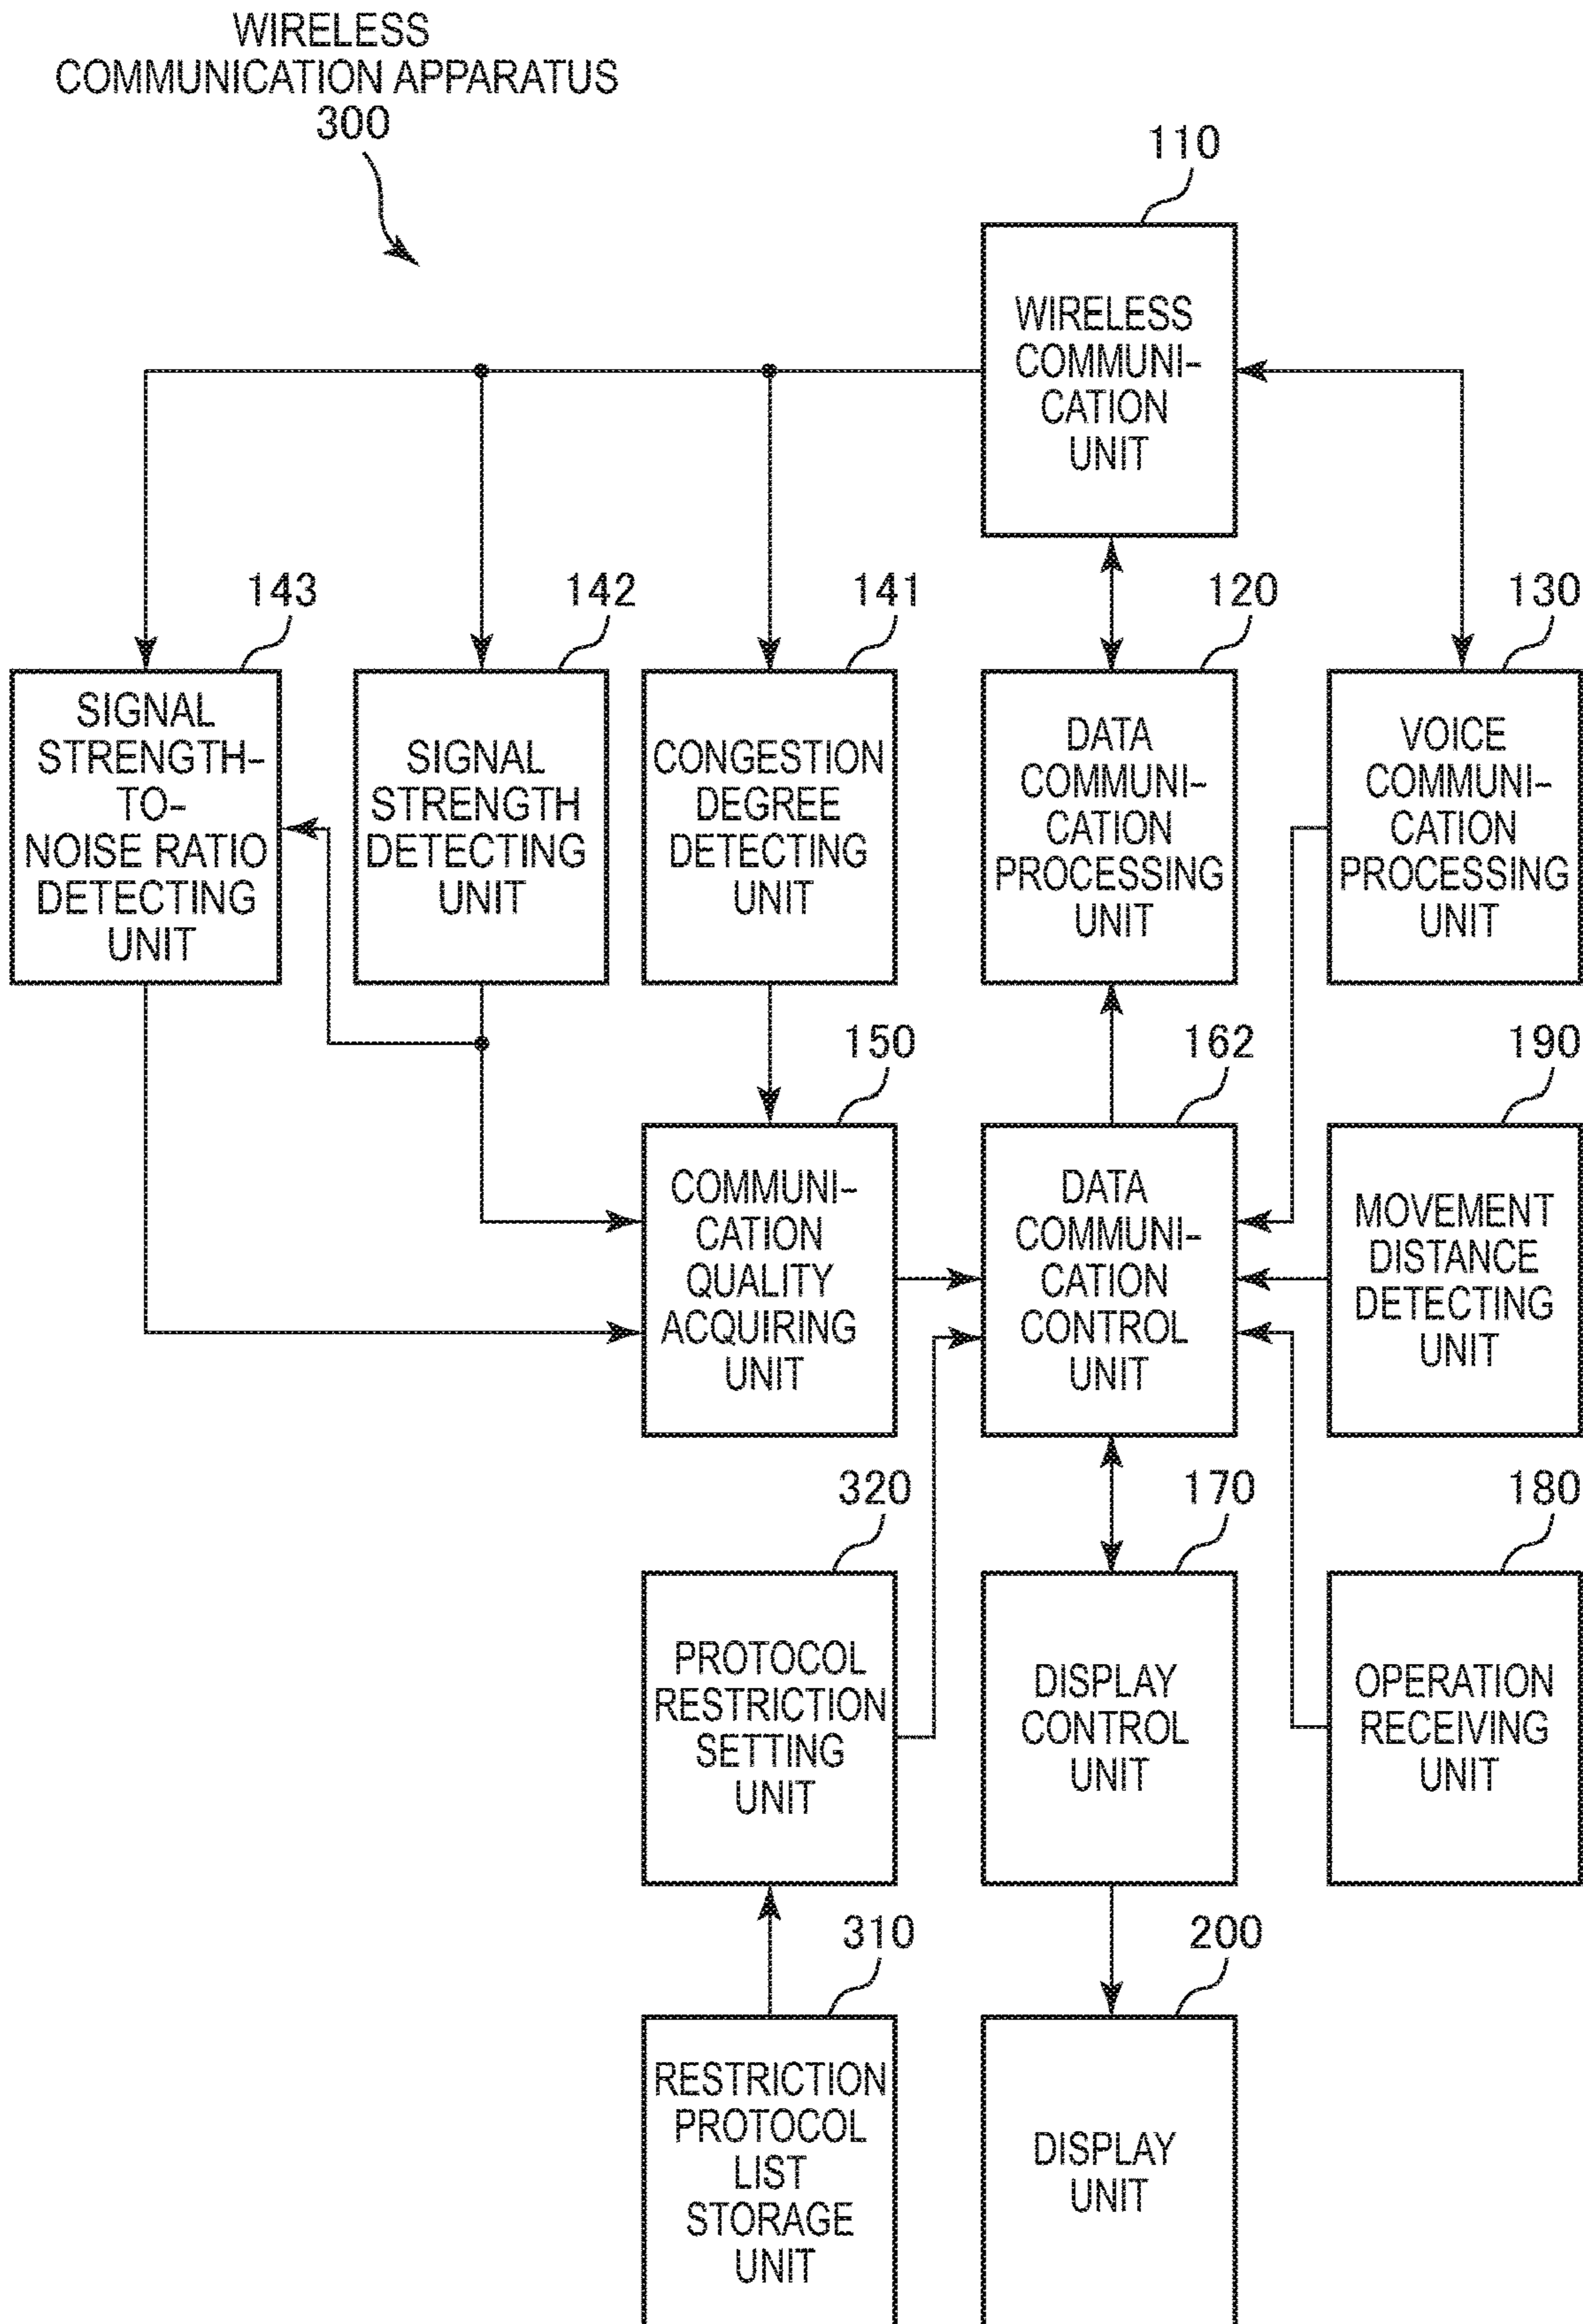 WIRELESS
COMMUNICATION APPARATUS
300
110
WIRELESS
COMMUNI-
CATION
UNIT
143
142
141
120
130
SIGNAL
STRENGTH-
TO-
NOISE RATIO
DETECTING
UNIT
SIGNAL
STRENGTH
DETECTING
UNIT
CONGESTION
DEGREE
DETECTING
UNIT
DATA
COMMUNI-
CATION
PROCESSING
UNIT
VOICE
COMMUNI-
CATION
PROCESSING
UNIT
150
162
190
COMMUNI-
CATION
QUALITY
ACQUIRING
UNIT
DATA
COMMUNI-
CATION
CONTROL
UNIT
MOVEMENT
DISTANCE
DETECTING
UNIT
320
170
180
PROTOCOL
RESTRICTION
SETTING
UNIT
DISPLAY
CONTROL
UNIT
OPERATION
RECEIVING
UNIT
310
200
RESTRICTION
PROTOCOL
LIST
STORAGE
UNIT
DISPLAY
UNIT